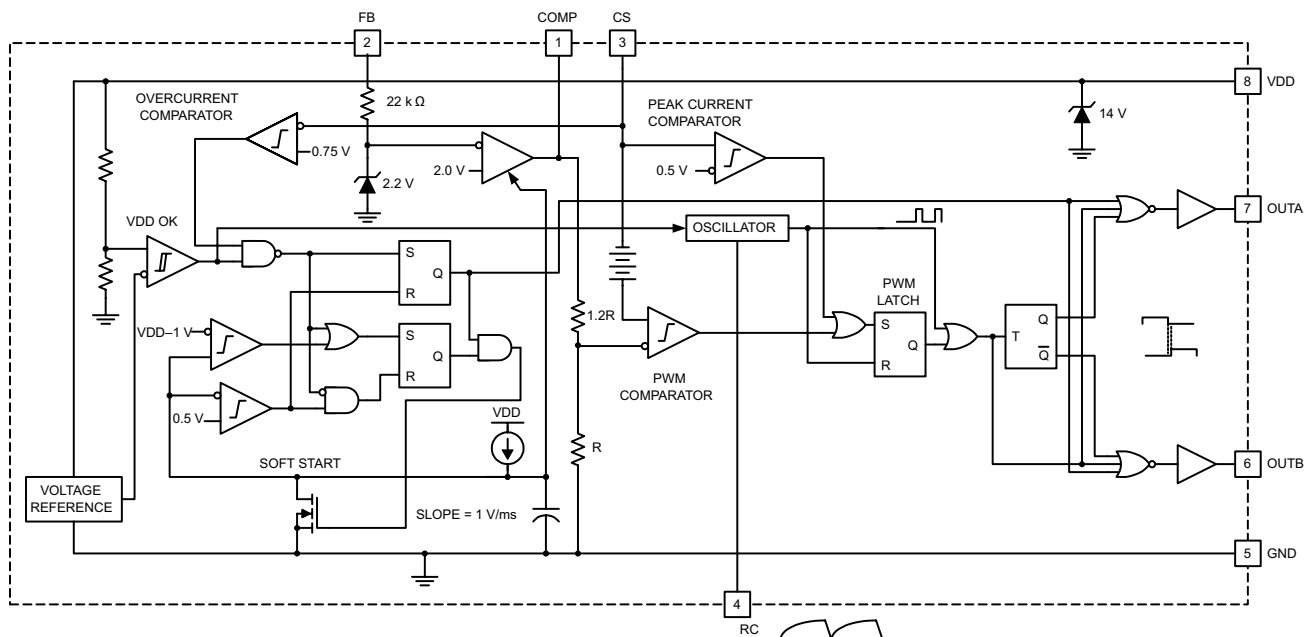 FB
COMP
CS
2
1
3
8
VDD
OVERCURRENT
COMPARATOR
22 k Ω
PEAK CURRENT
COMPARATOR
14 V
0.75 V
2.2 V
2.0 V
0.5 V
VDD OK
OSCILLATOR
7
OUTA
S
Q
R
PWM
LATCH
VDD–1 V
1.2R
S
Q
R
S
Q
R
T
Q
Q̅
PWM
COMPARATOR
0.5 V
VDD
R
SOFT START
6
OUTB
VOLTAGE
REFERENCE
SLOPE = 1 V/ms
5
GND
4
RC